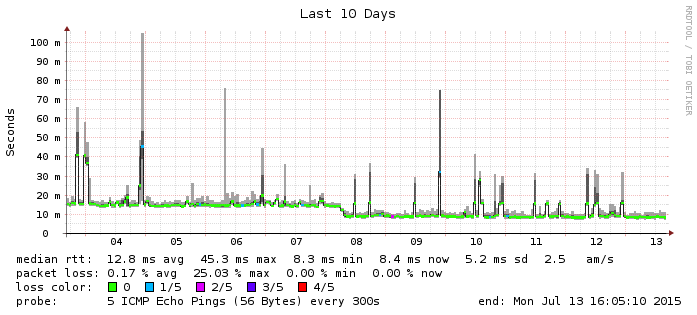 Last 10 Days
RRDTOOL / TOBI OETIKER
Seconds
100 m
90 m
80 m
70 m
60 m
50 m
40 m
30 m
20 m
10 m
0
04 05 06 07 08 09 10 11 12 13
median rtt: 12.8 ms avg 45.3 ms max 8.3 ms min 8.4 ms now 5.2 ms sd 2.5 am/s
packet loss: 0.17 % avg 25.03 % max 0.00 % min 0.00 % now
loss color: 0 1/5 2/5 3/5 4/5
probe: 5 ICMP Echo Pings (56 Bytes) every 300s end: Mon Jul 13 16:05:10 2015